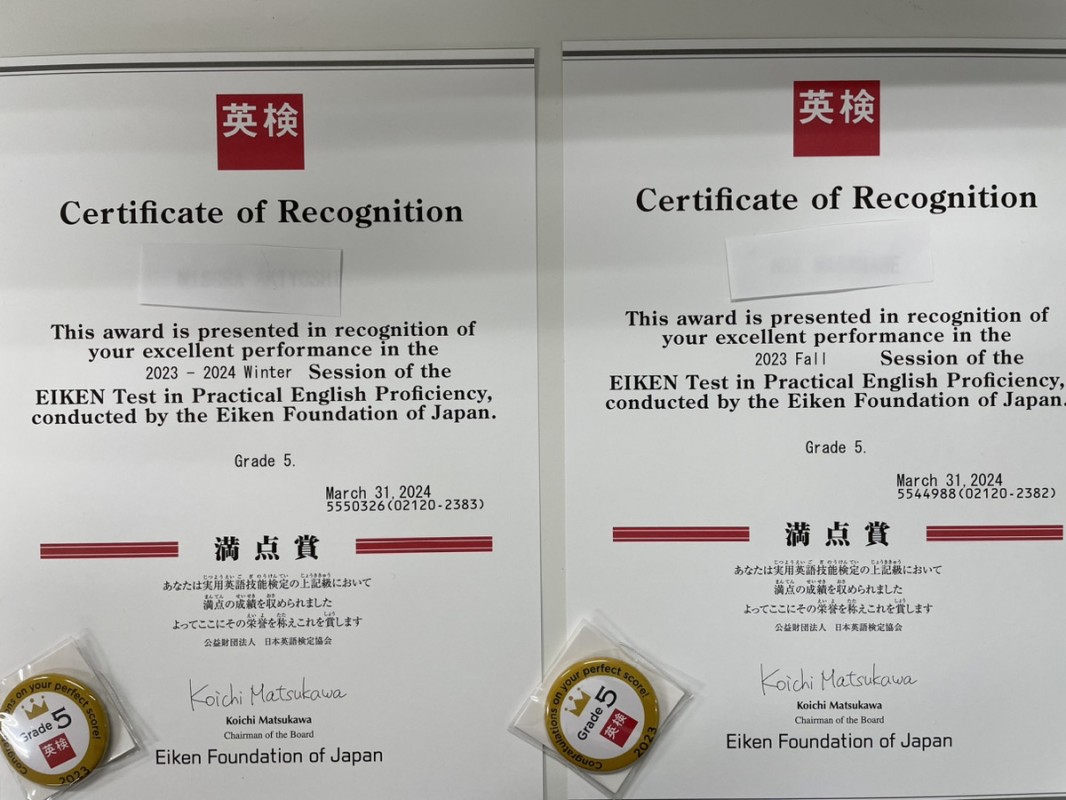 英検
Certificate of Recognition
This award is presented in recognition of
your excellent performance in the
2023 - 2024 Winter Session of the
EIKEN Test in Practical English Proficiency,
conducted by the Eiken Foundation of Japan.
Grade 5.
March 31, 2024
5550326(02120-2383)
満点賞
あなたは実用英語技能検定の上記級において
満点の成績を収められました
よってここにその栄誉を称えこれを賞します
公益財団法人 日本英語検定協会
Koichi Matsukawa
Koichi Matsukawa
Chairman of the Board
Eiken Foundation of Japan
on your perfect score!
Grade 5
英検
2023
英検
Certificate of Recognition
This award is presented in recognition of
your excellent performance in the
2023 Fall Session of the
EIKEN Test in Practical English Proficiency,
conducted by the Eiken Foundation of Japan.
Grade 5.
March 31, 2024
5544988(02120-2382)
満点賞
あなたは実用英語技能検定の上記級において
満点の成績を収められました
よってここにその栄誉を称えこれを賞します
公益財団法人 日本英語検定協会
Koichi Matsukawa
Koichi Matsukawa
Chairman of the Board
Eiken Foundation of Japan
Congratulations on your perfect score!
Grade 5
英検
2023